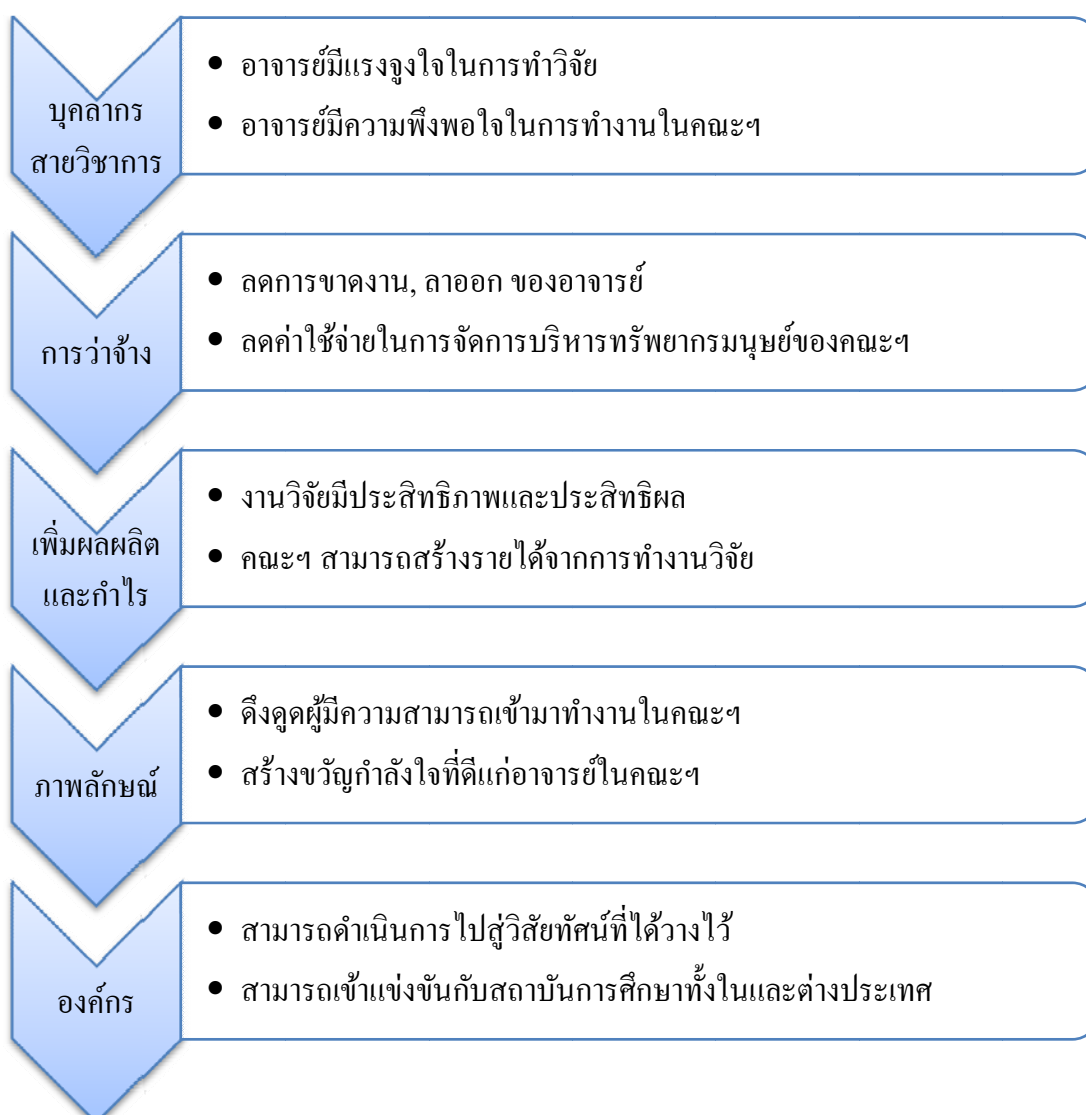 บุคลากร
สายวิชาการ
• อาจารย์มีแรงจูงใจในการทำวิจัย
• อาจารย์มีความพึงพอใจในการทำงานในคณะฯ
การว่าจ้าง
• ลดการขาดงาน, ลาออก ของอาจารย์
• ลดค่าใช้จ่ายในการจัดการบริหารทรัพยากรมนุษย์ของคณะฯ
เพิ่มผลผลิต
และกำไร
• งานวิจัยมีประสิทธิภาพและประสิทธิผล
• คณะฯ สามารถสร้างรายได้จากการทำงานวิจัย
ภาพลักษณ์
• ดึงดูดผู้มีความสามารถเข้ามาทำงานในคณะฯ
• สร้างขวัญกำลังใจที่ดีแก่อาจารย์ในคณะฯ
องค์กร
• สามารถดำเนินการไปสู่วิสัยทัศน์ที่ได้วางไว้
• สามารถเข้าแข่งขันกับสถาบันการศึกษาทั้งในและต่างประเทศ